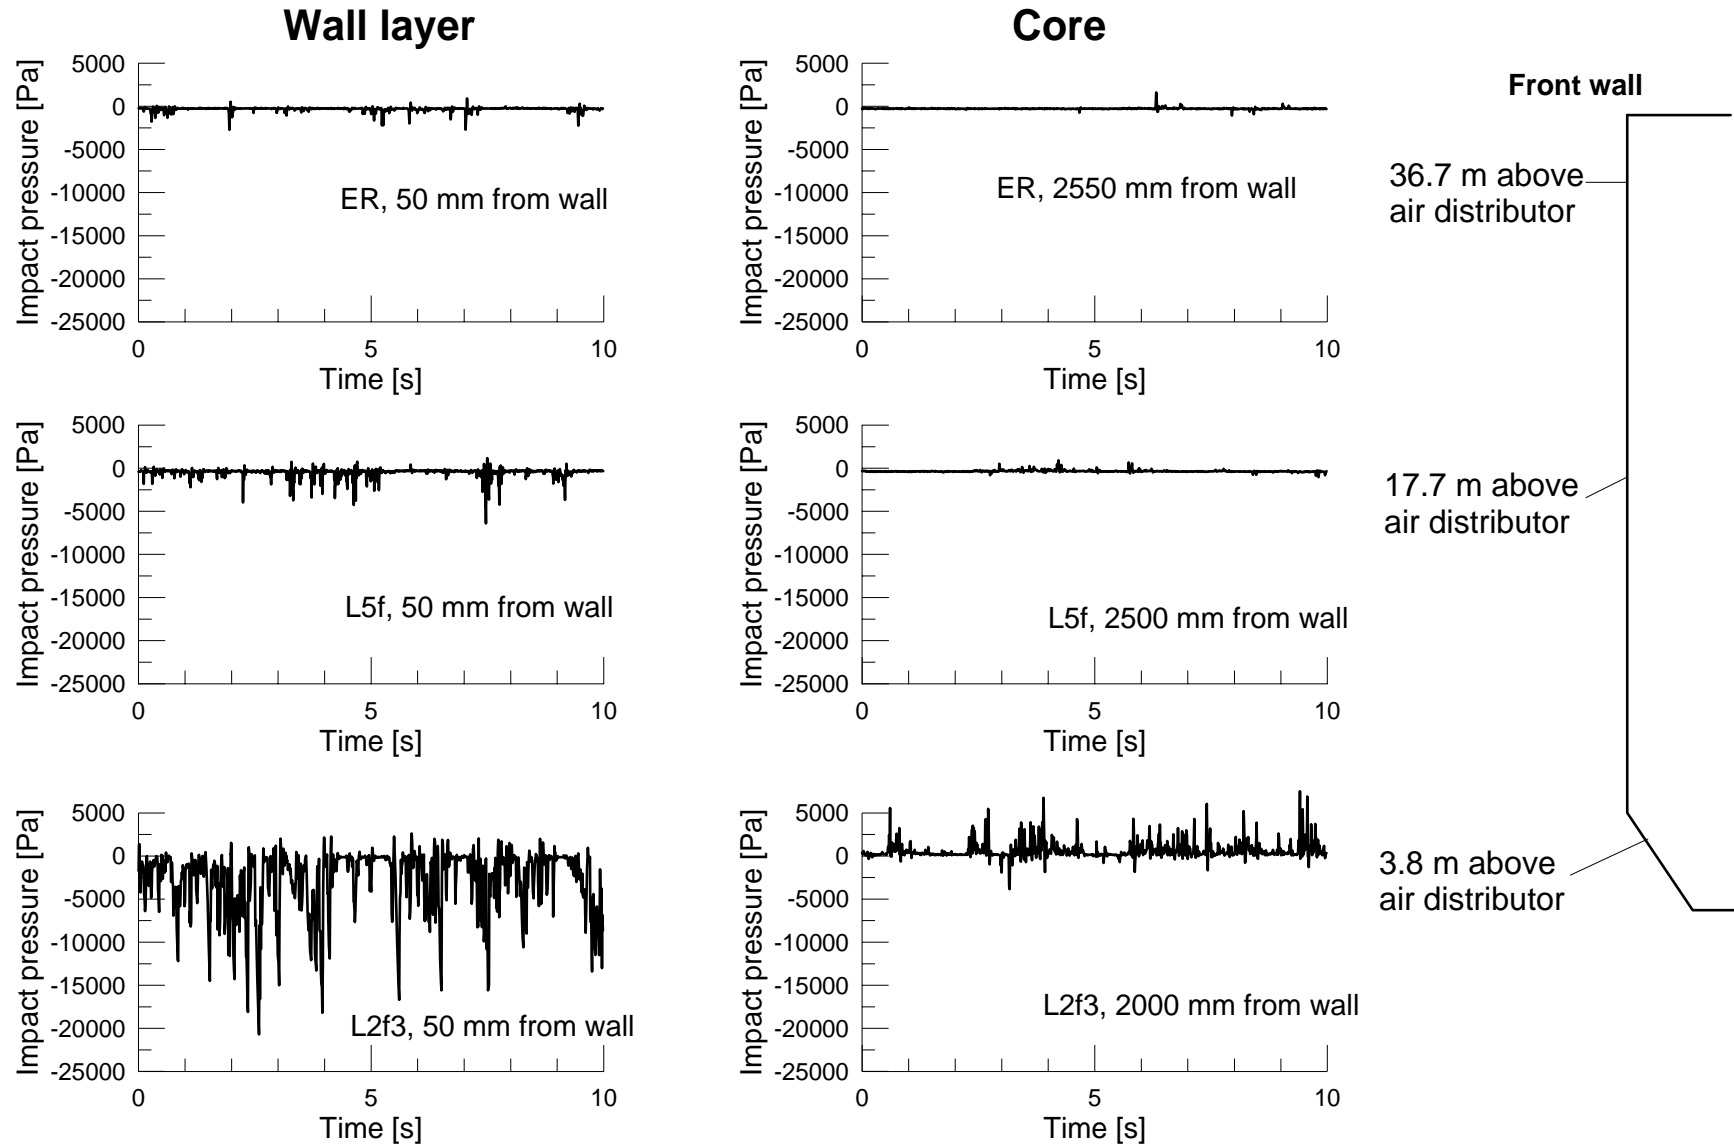 Wall layer
Core
Front wall
Impact pressure [Pa]
5000
0
-5000
-10000
-15000
-20000
-25000
ER, 50 mm from wall
0
5
10
Time [s]
Impact pressure [Pa]
5000
0
-5000
-10000
-15000
-20000
-25000
ER, 2550 mm from wall
0
5
10
Time [s]
36.7 m above
air distributor
Impact pressure [Pa]
5000
0
-5000
-10000
-15000
-20000
-25000
L5f, 50 mm from wall
0
5
10
Time [s]
Impact pressure [Pa]
5000
0
-5000
-10000
-15000
-20000
-25000
L5f, 2500 mm from wall
0
5
10
Time [s]
17.7 m above
air distributor
Impact pressure [Pa]
5000
0
-5000
-10000
-15000
-20000
-25000
L2f3, 50 mm from wall
0
5
10
Time [s]
Impact pressure [Pa]
5000
0
-5000
-10000
-15000
-20000
-25000
L2f3, 2000 mm from wall
0
5
10
Time [s]
3.8 m above
air distributor